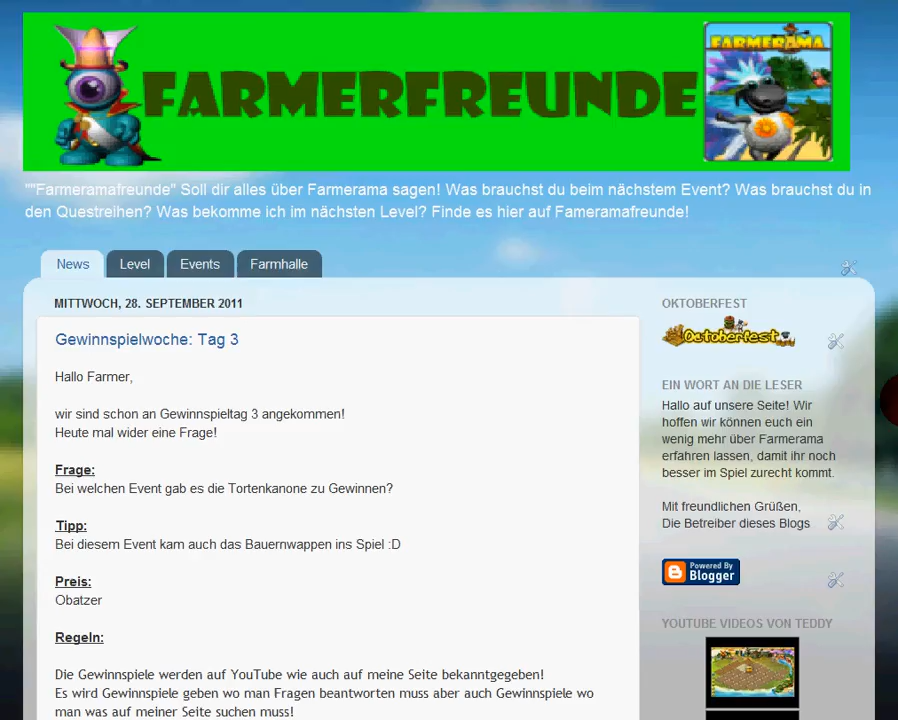 FARMERFREUNDE
FARMERAMA
""Farmeramafreunde" Soll dir alles über Farmerama sagen! Was brauchst du beim nächstem Event? Was brauchst du in
den Questreihen? Was bekomme ich im nächsten Level? Finde es hier auf Fameramafreunde!
News Level Events Farmhalle
MITTWOCH, 28. SEPTEMBER 2011
Gewinnspielwoche: Tag 3
Hallo Farmer,
wir sind schon an Gewinnspieltag 3 angekommen!
Heute mal wider eine Frage!
Frage:
Bei welchen Event gab es die Tortenkanone zu Gewinnen?
Tipp:
Bei diesem Event kam auch das Bauernwappen ins Spiel :D
Preis:
Obatzer
Regeln:
Die Gewinnspiele werden auf YouTube wie auch auf meine Seite bekanntgegeben!
Es wird Gewinnspiele geben wo man Fragen beantworten muss aber auch Gewinnspiele wo
man was auf meiner Seite suchen muss!
OKTOBERFEST
Octoberfest
EIN WORT AN DIE LESER
Hallo auf unsere Seite! Wir
hoffen wir können euch ein
wenig mehr über Farmerama
erfahren lassen, damit ihr noch
besser im Spiel zurecht kommt.
Mit freundlichen Grüßen,
Die Betreiber dieses Blogs
Powered By
Blogger
YOUTUBE VIDEOS VON TEDDY